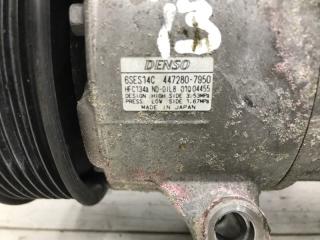 13
DENSO
6SES14C 447280-7950
HFC134a ND-OIL8 01004455
DESIGN HIGH SIDE 3.53MPa
PRESS. LOW SIDE 1.67MPa
MADE IN JAPAN